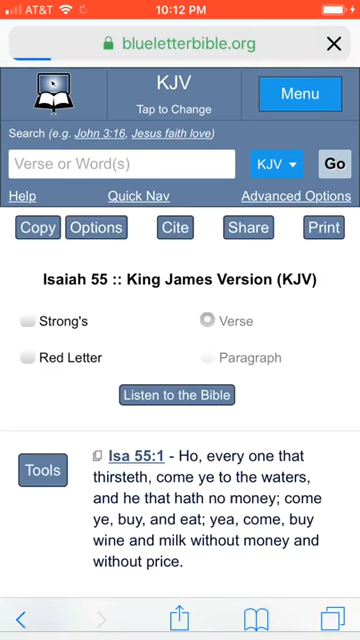 AT&T 10:12 PM
blueletterbible.org
KJV
Tap to Change
Menu
Search (e.g. John 3:16, Jesus faith love)
Verse or Word(s) KJV Go
Help Quick Nav Advanced Options
Copy Options Cite Share Print
Isaiah 55 :: King James Version (KJV)
Strong's Verse
Red Letter Paragraph
Listen to the Bible
Tools
Isa 55:1 - Ho, every one that
thirsteth, come ye to the waters,
and he that hath no money; come
ye, buy, and eat; yea, come, buy
wine and milk without money and
without price.